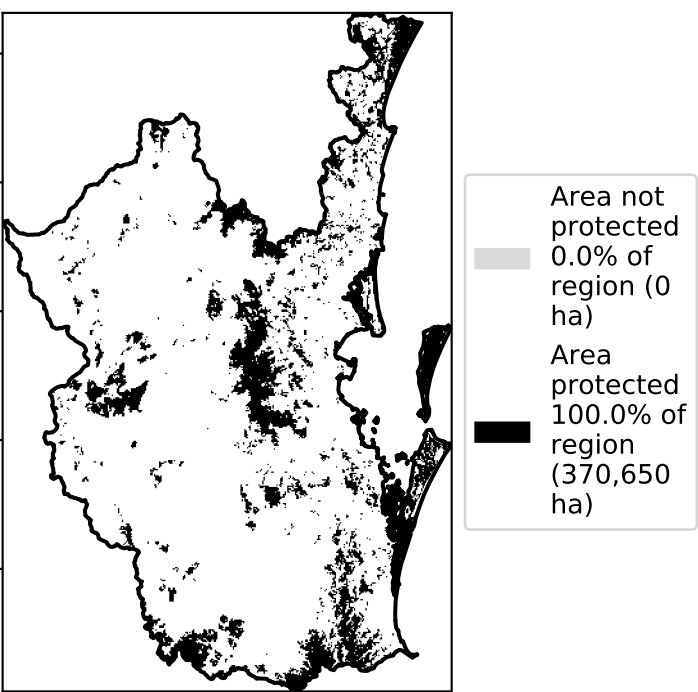 Area not
protected
0.0% of
region (0
ha)
Area
protected
100.0% of
region
(370,650
ha)